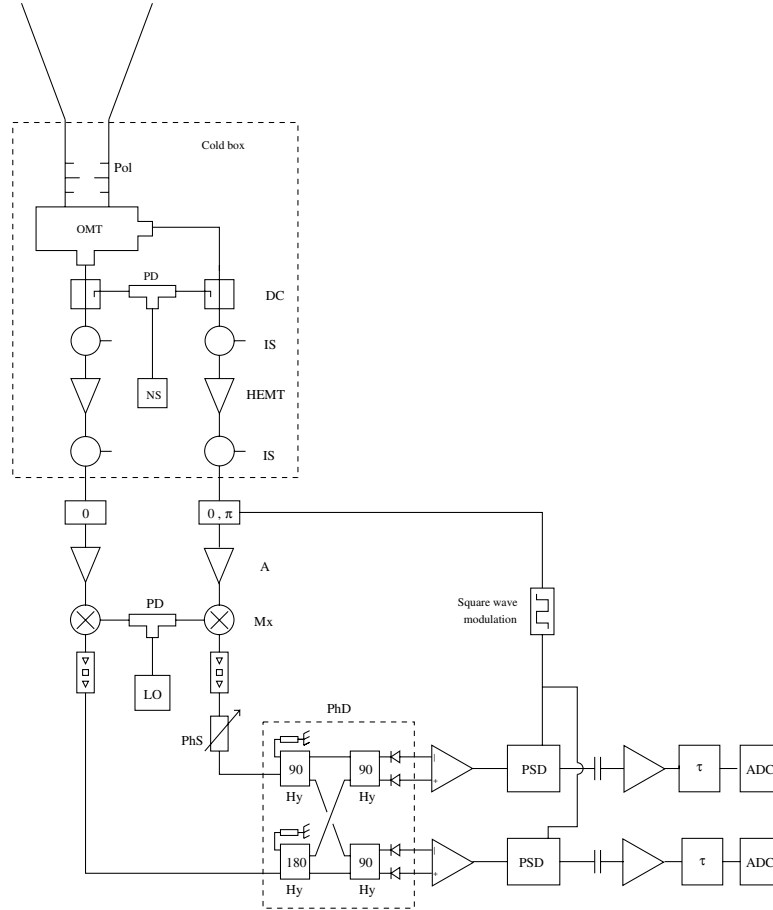 Cold box
Pol
OMT
PD
DC
IS
NS
HEMT
IS
0
0 , π
A
PD
Mx
Square wave
modulation
LO
PhD
PhS
90
90
Hy
Hy
PSD
τ
ADC
180
90
Hy
Hy
PSD
τ
ADC